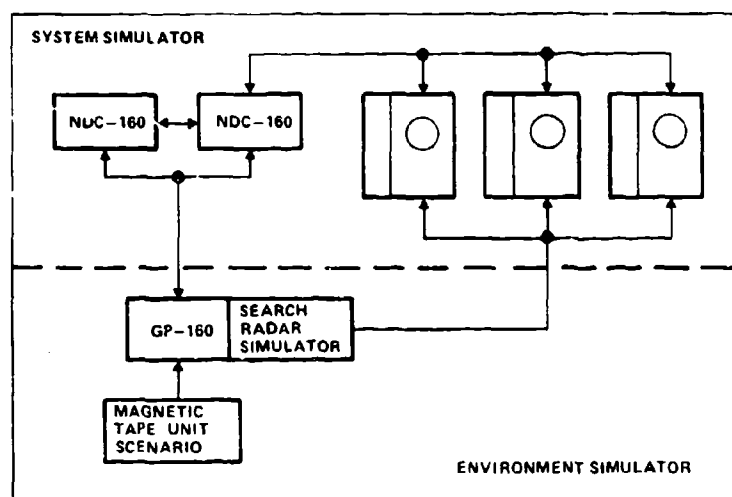 SYSTEM SIMULATOR
NDC-160
NDC-160
GP-160
SEARCH
RADAR
SIMULATOR
MAGNETIC
TAPE UNIT
SCENARIO
ENVIRONMENT SIMULATOR